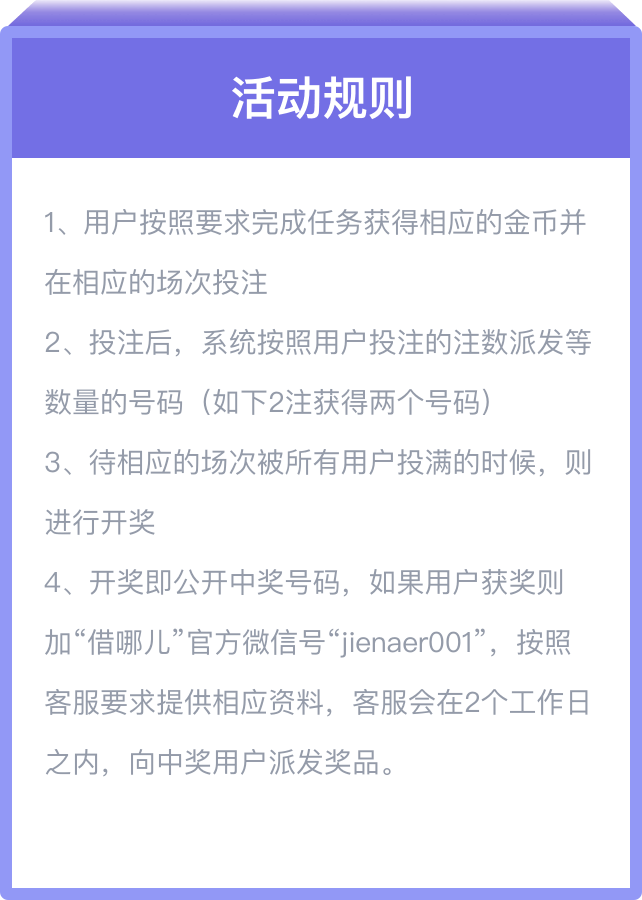 活动规则
1、用户按照要求完成任务获得相应的金币并
在相应的场次投注
2、投注后，系统按照用户投注的注数派发等
数量的号码（如下2注获得两个号码）
3、待相应的场次被所有用户投满的时候，则
进行开奖
4、开奖即公开中奖号码，如果用户获奖则
加“借哪儿”官方微信号“jienaer001”，按照
客服要求提供相应资料，客服会在2个工作日
之内，向中奖用户派发奖品。